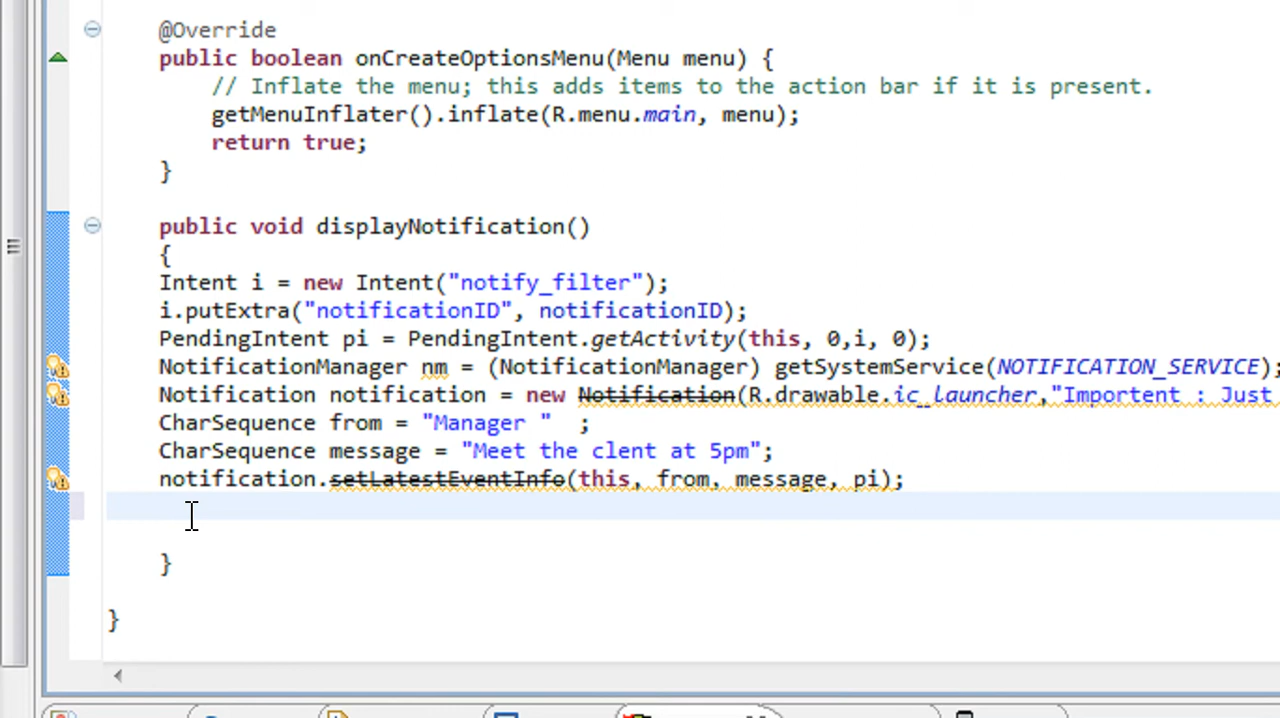 @Override
public boolean onCreateOptionsMenu(Menu menu) {
// Inflate the menu; this adds items to the action bar if it is present.
getMenuInflater().inflate(R.menu.main, menu);
return true;
}
public void displayNotification()
{
Intent i = new Intent("notify_filter");
i.putExtra("notificationID", notificationID);
PendingIntent pi = PendingIntent.getActivity(this, 0,i, 0);
NotificationManager nm = (NotificationManager) getSystemService(NOTIFICATION_SERVICE);
Notification notification = new Notification(R.drawable.ic_launcher,"Importent : Just
CharSequence from = "Manager "  ;
CharSequence message = "Meet the clent at 5pm";
notification.setLatestEventInfo(this, from, message, pi);
}
}